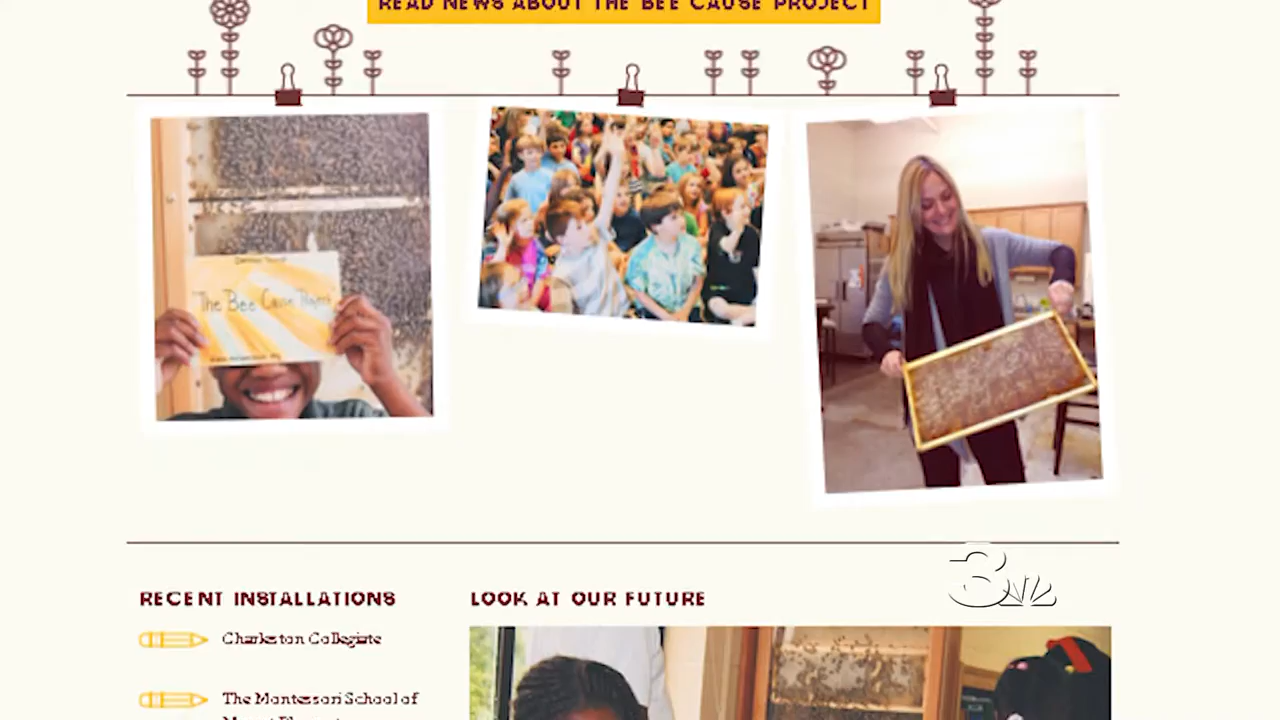 READ NEWS ABOUT THE BEE CAUSE PROJECT
"The Bee Cause Project"
3
RECENT INSTALLATIONS
LOOK AT OUR FUTURE
Charleston Collegiate
The Montessori School of